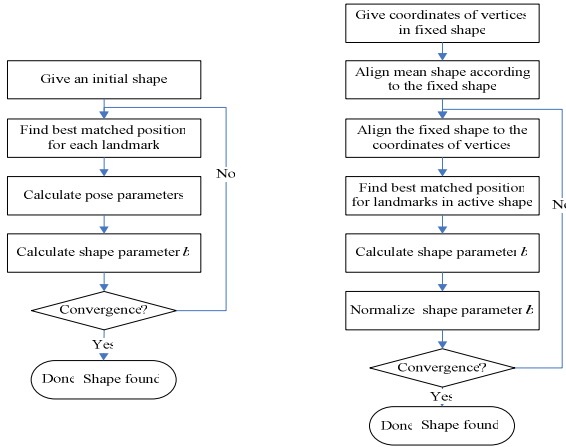 Give an initial shape
Find best matched position
for each landmark
Calculate pose parameters
Calculate shape parameter b
Convergence?
No
Yes
Done Shape found
Give coordinates of vertices
in fixed shape
Align mean shape according
to the fixed shape
Align the fixed shape to the
coordinates of vertices
Find best matched position
for landmarks in active shape
Calculate shape parameter b
Normalize shape parameter b
Convergence?
No
Yes
Done Shape found